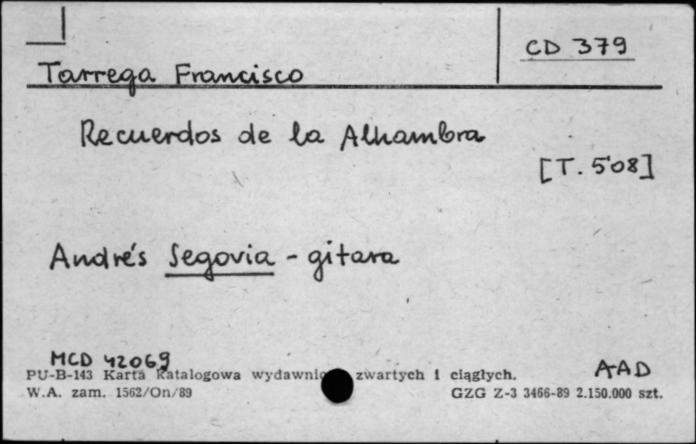 CD 379
Tarrega Francisco
Recuerdos de la Alhambra
[T. 5'08]
Andrés Segovia - gitara
MCD 42069
AAD
PU-B-143 Karta katalogowa zwartych i ciągłych.
W.A. zam. 1562/On/89 GZG Z-3 3466-89 2.150.000 szt.